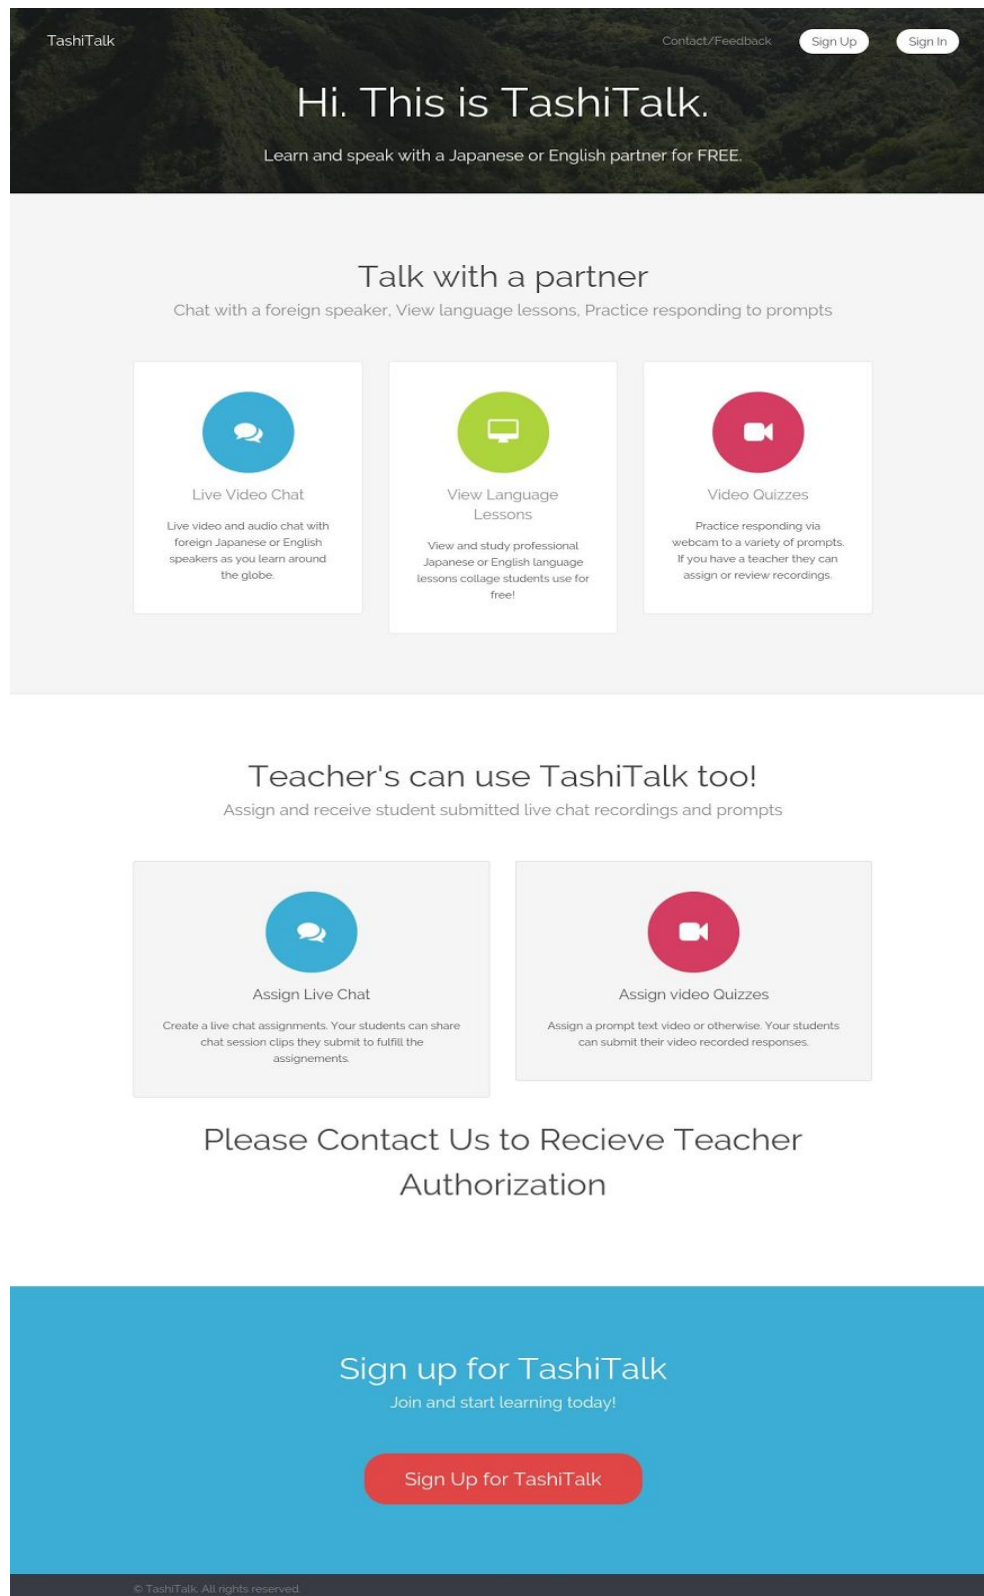 TashiTalk
Contact/Feedback
Sign Up
Sign In
Hi. This is TashiTalk.
Learn and speak with a Japanese or English partner for FREE.
Talk with a partner
Chat with a foreign speaker, View language lessons, Practice responding to prompts
Live Video Chat
Live video and audio chat with
foreign Japanese or English
speakers as you learn around
the globe.
View Language
Lessons
View and study professional
Japanese or English language
lessons collage students use for
free!
Video Quizzes
Practice responding via
webcam to a variety of prompts.
If you have a teacher they can
assign or review recordings.
Teacher's can use TashiTalk too!
Assign and receive student submitted live chat recordings and prompts
Assign Live Chat
Create a live chat assignments. Your students can share
chat session clips they submit to fulfill the
assignements.
Assign video Quizzes
Assign a prompt text video or otherwise. Your students
can submit their video recorded responses.
Please Contact Us to Recieve Teacher
Authorization
Sign up for TashiTalk
Join and start learning today!
Sign Up for TashiTalk
© TashiTalk. All rights reserved.